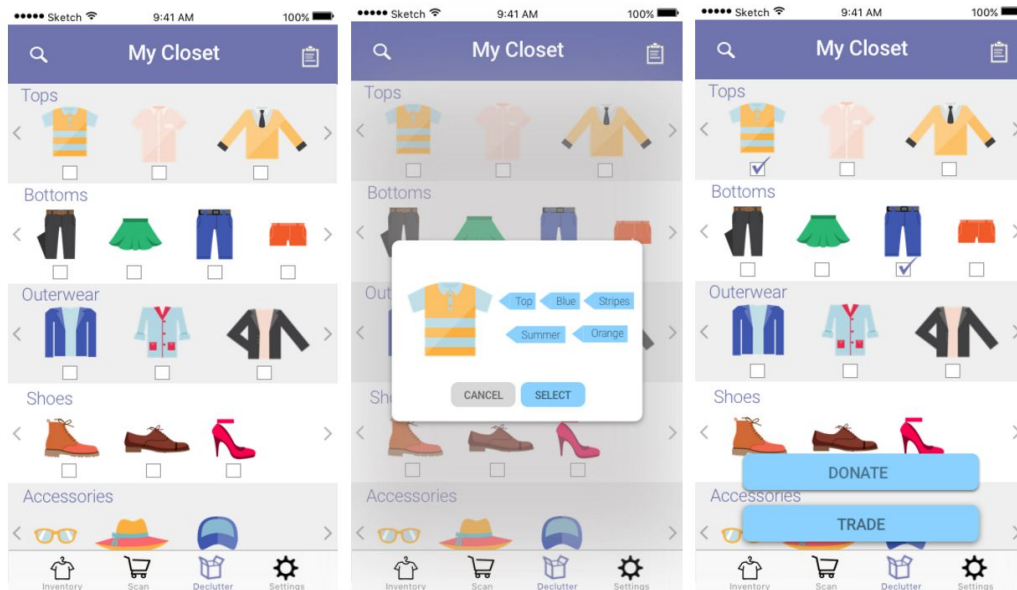 Sketch 9:41 AM 100%
My Closet
Tops
Bottoms
Outerwear
Shoes
Accessories
Inventory Scan Declutter Settings
Sketch 9:41 AM 100%
My Closet
Tops
Bottoms
Top Blue Stripes
Out
Summer Orange
CANCEL SELECT
Sh
Accessories
Inventory Scan Declutter Settings
Sketch 9:41 AM 100%
My Closet
Tops
Bottoms
Outerwear
Shoes
DONATE
Accessories
TRADE
Inventory Scan Declutter Settings